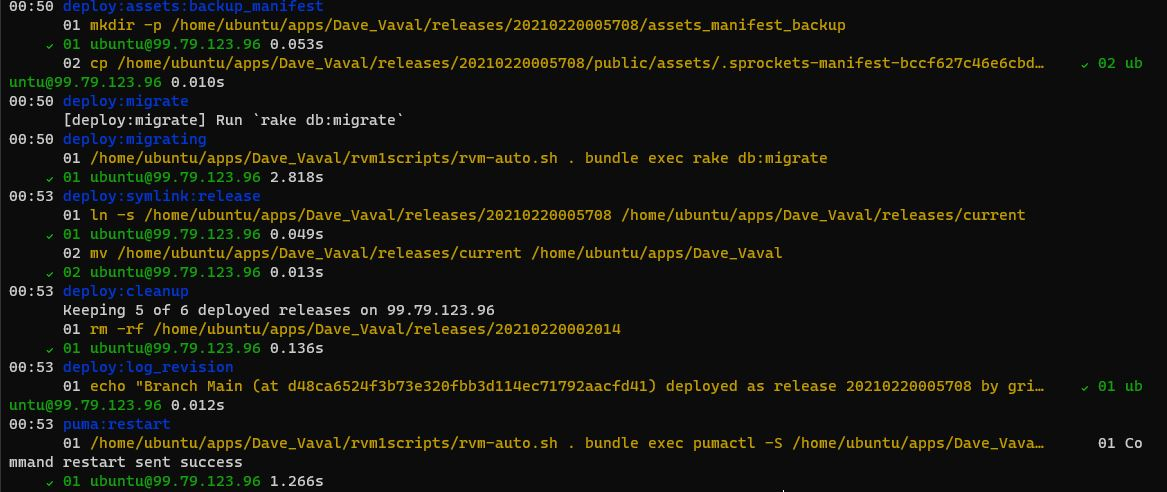 00:50 deploy:assets:backup_manifest
01 mkdir -p /home/ubuntu/apps/Dave_Vaval/releases/20210220005708/assets_manifest_backup
✓ 01 ubuntu@99.79.123.96 0.053s
02 cp /home/ubuntu/apps/Dave_Vaval/releases/20210220005708/public/assets/.sprockets-manifest-bccf627c46e6cbd… ✓ 02 ub
untu@99.79.123.96 0.010s
00:50 deploy:migrate
[deploy:migrate] Run `rake db:migrate`
00:50 deploy:migrating
01 /home/ubuntu/apps/Dave_Vaval/rvm1scripts/rvm-auto.sh . bundle exec rake db:migrate
✓ 01 ubuntu@99.79.123.96 2.818s
00:53 deploy:symlink:release
01 ln -s /home/ubuntu/apps/Dave_Vaval/releases/20210220005708 /home/ubuntu/apps/Dave_Vaval/releases/current
✓ 01 ubuntu@99.79.123.96 0.049s
02 mv /home/ubuntu/apps/Dave_Vaval/releases/current /home/ubuntu/apps/Dave_Vaval
✓ 02 ubuntu@99.79.123.96 0.013s
00:53 deploy:cleanup
Keeping 5 of 6 deployed releases on 99.79.123.96
01 rm -rf /home/ubuntu/apps/Dave_Vaval/releases/20210220002014
✓ 01 ubuntu@99.79.123.96 0.136s
00:53 deploy:log_revision
01 echo "Branch Main (at d48ca6524f3b73e320fbb3d114ec71792aacfd41) deployed as release 20210220005708 by gri… ✓ 01 ub
untu@99.79.123.96 0.012s
00:53 puma:restart
01 /home/ubuntu/apps/Dave_Vaval/rvm1scripts/rvm-auto.sh . bundle exec pumactl -S /home/ubuntu/apps/Dave_Vava… 01 Co
mmand restart sent success
✓ 01 ubuntu@99.79.123.96 1.266s